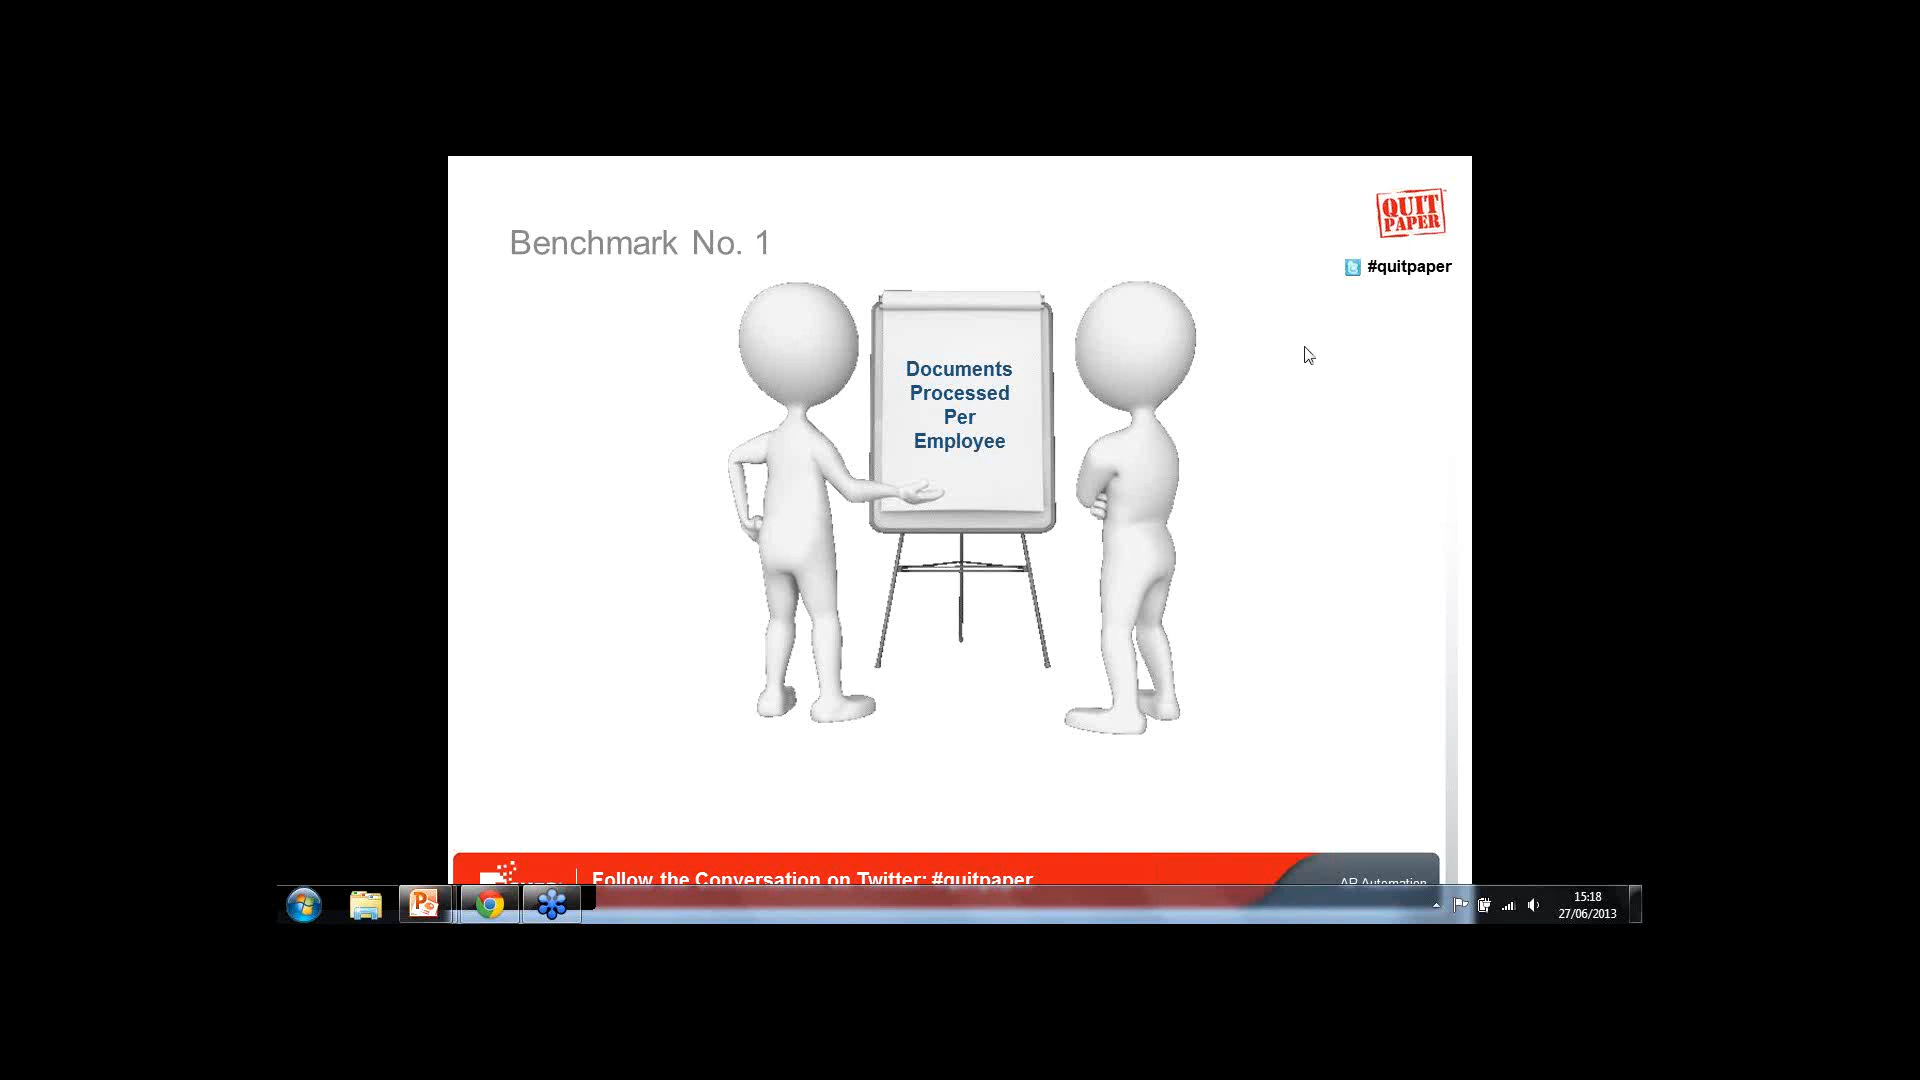 QUIT
PAPER
Benchmark No. 1
#quitpaper
Documents
Processed
Per
Employee
Follow the Conversation on Twitter: #quitpaper
AP Automation
15:18
27/06/2013